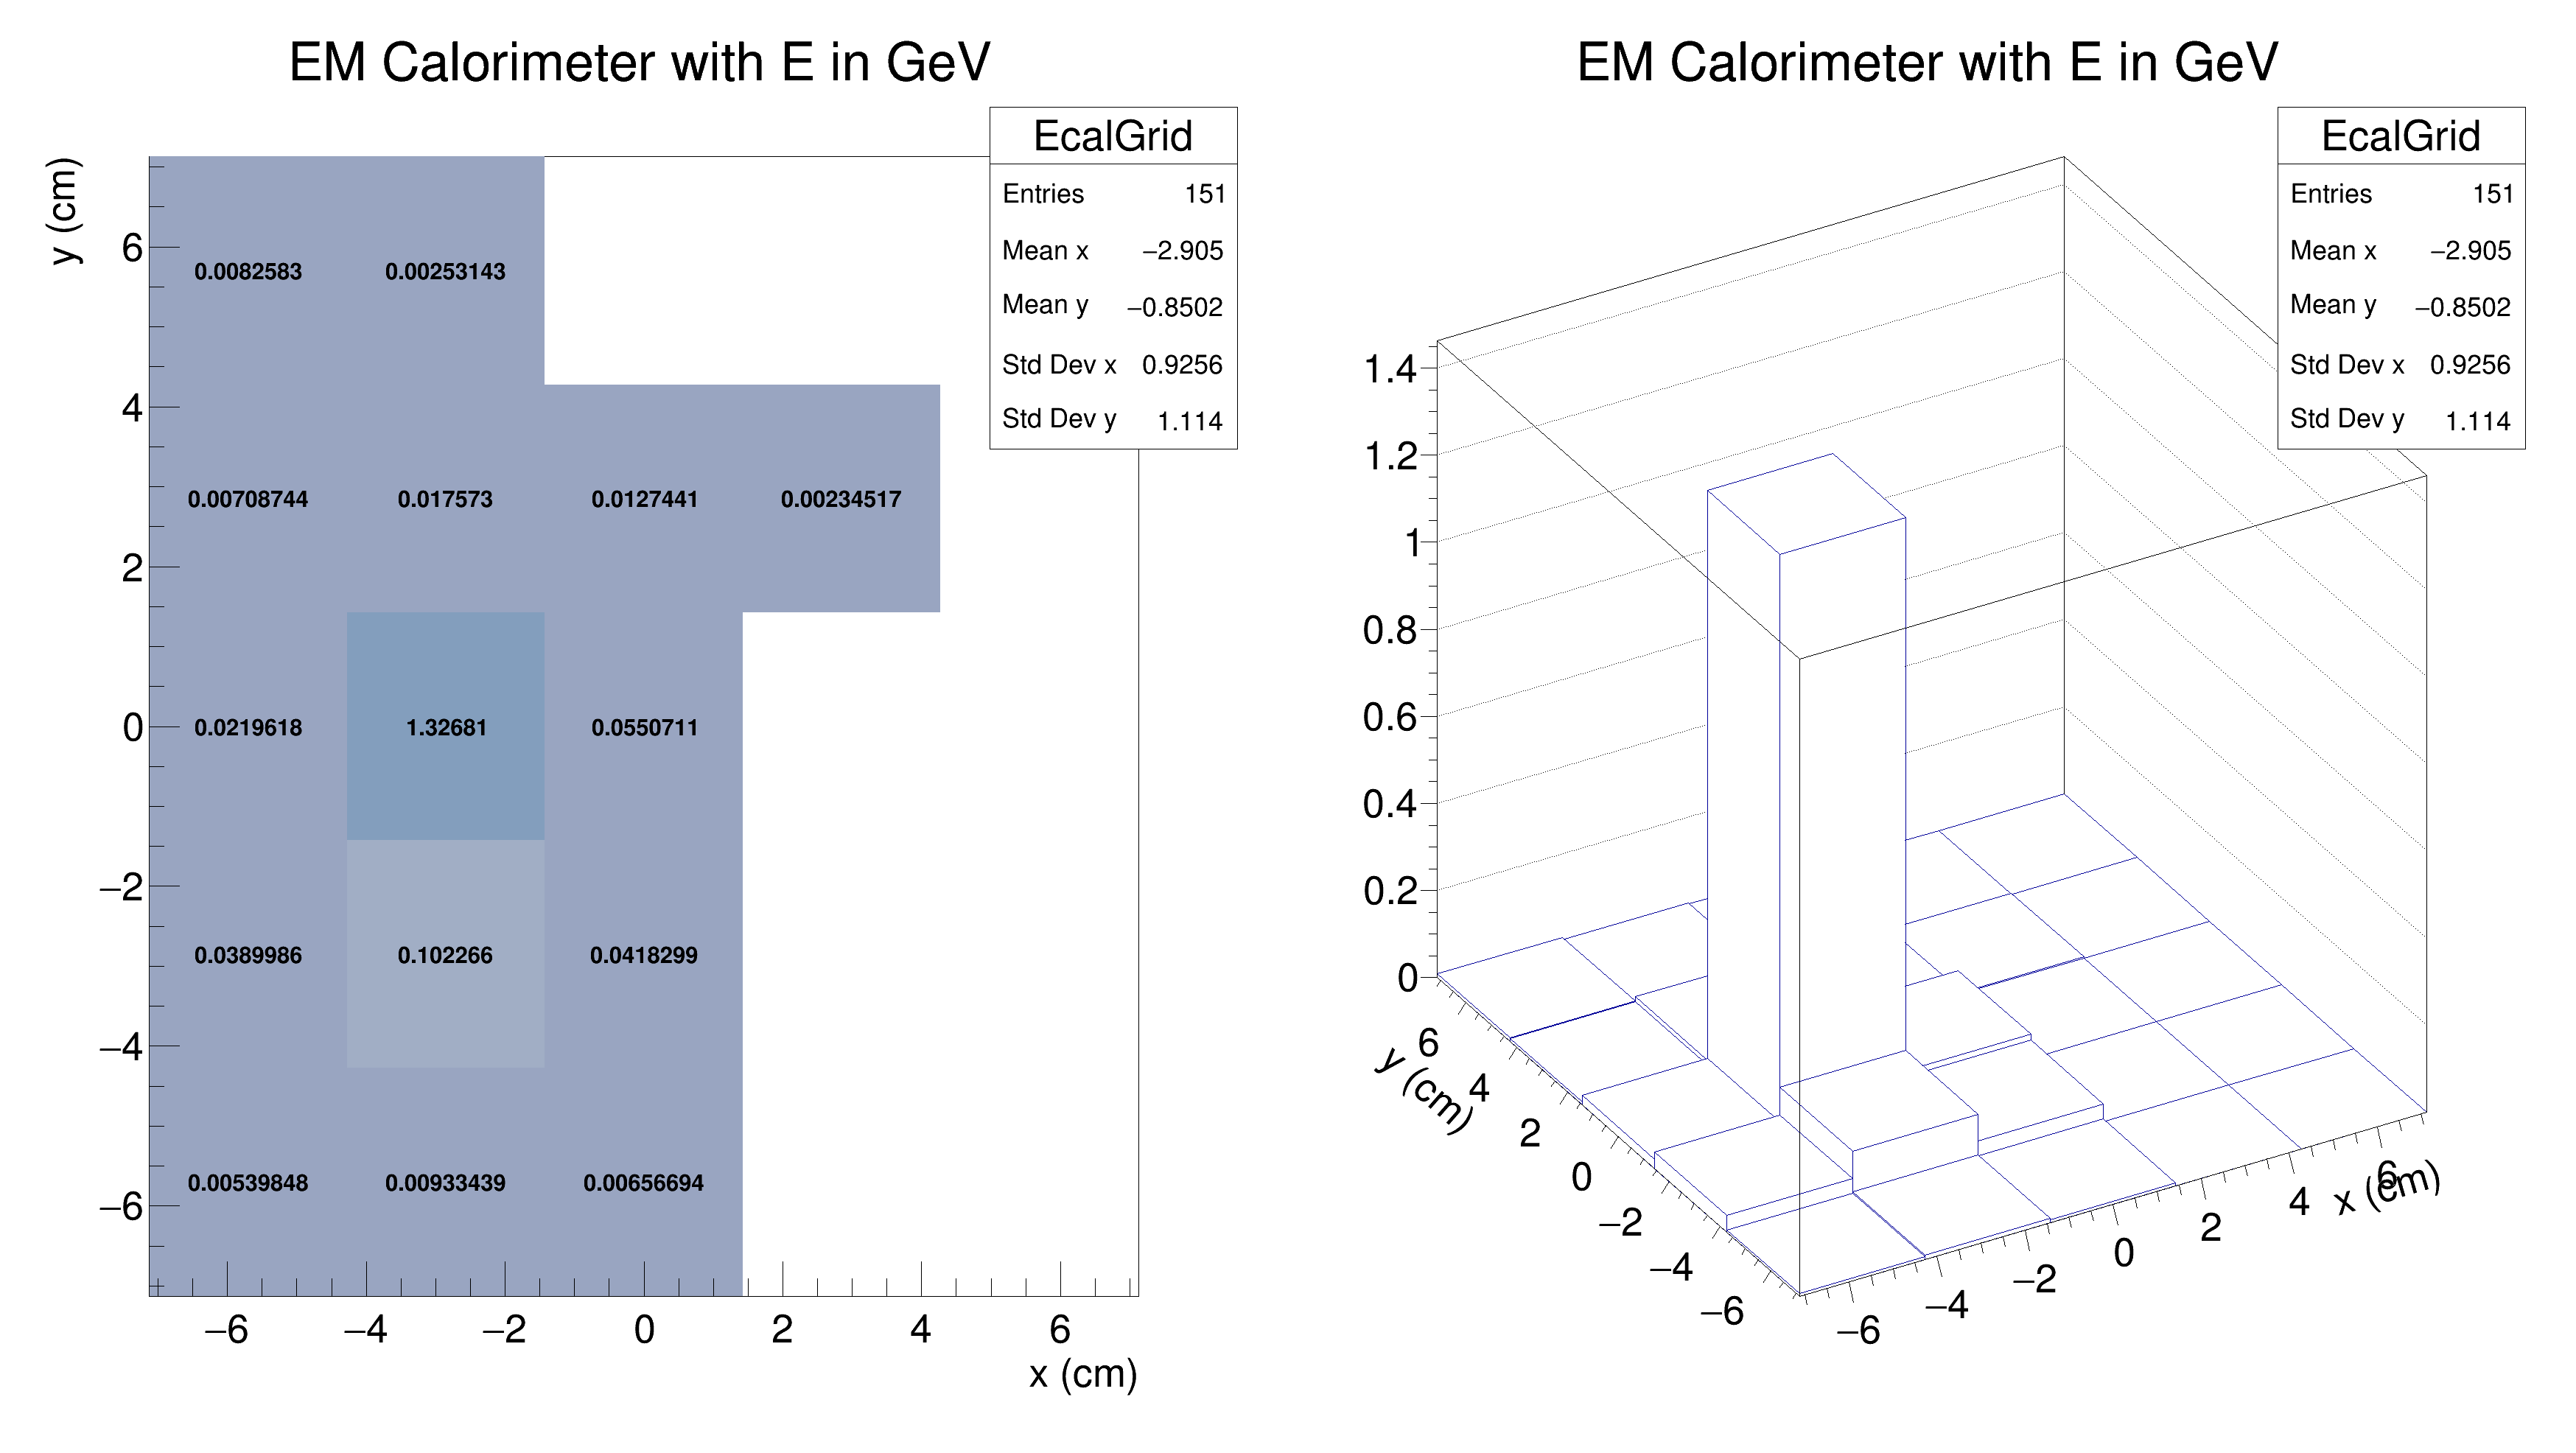 EM Calorimeter with E in GeV
EcalGrid
Entries 151
Mean x −2.905
Mean y −0.8502
Std Dev x 0.9256
Std Dev y 1.114
y (cm)
6
4
2
0
−2
−4
−6
0.0082583 0.00253143
0.00708744 0.017573 0.0127441 0.00234517
0.0219618 1.32681 0.0550711
0.0389986 0.102266 0.0418299
0.00539848 0.00933439 0.00656694
−6 −4 −2 0 2 4 6
x (cm)
EM Calorimeter with E in GeV
EcalGrid
Entries 151
Mean x −2.905
Mean y −0.8502
Std Dev x 0.9256
Std Dev y 1.114
1.4
1.2
1
0.8
0.6
0.4
0.2
0
y (cm)
6
4
2
0
−2
−4
−6
−6 −4 −2 0 2 4 6
x (cm)